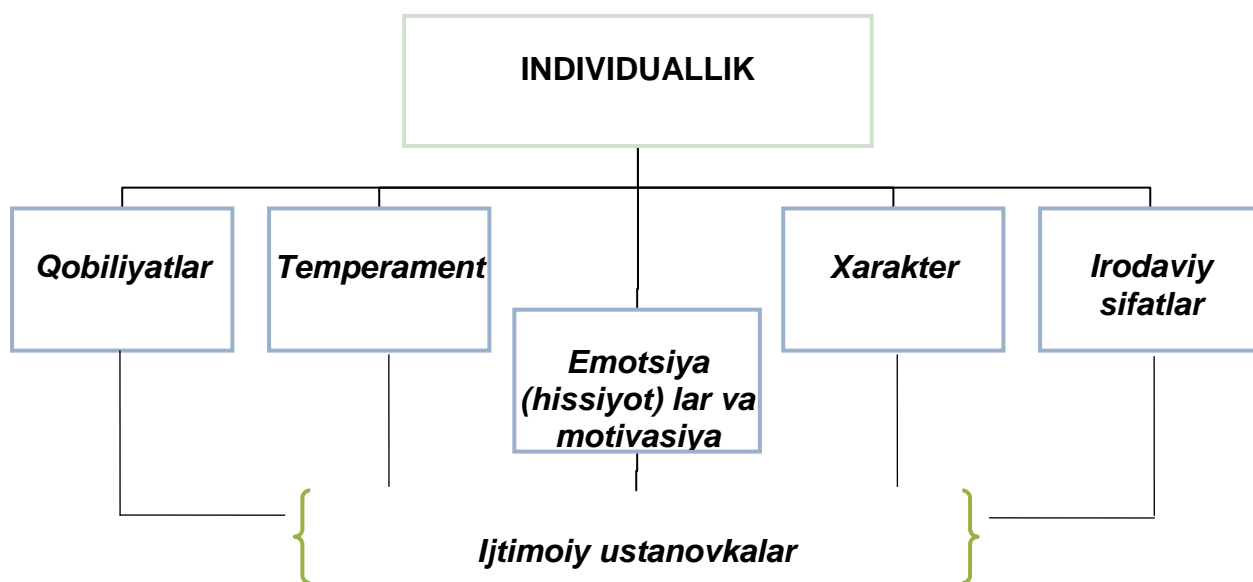 INDIVIDUALLIK
Qobiliyatlar
Temperament
Emotsiya
(hissiyot) lar va
motivasiya
Xarakter
Irodaviy
sifatlar
Ijtimoiy ustanovkalar